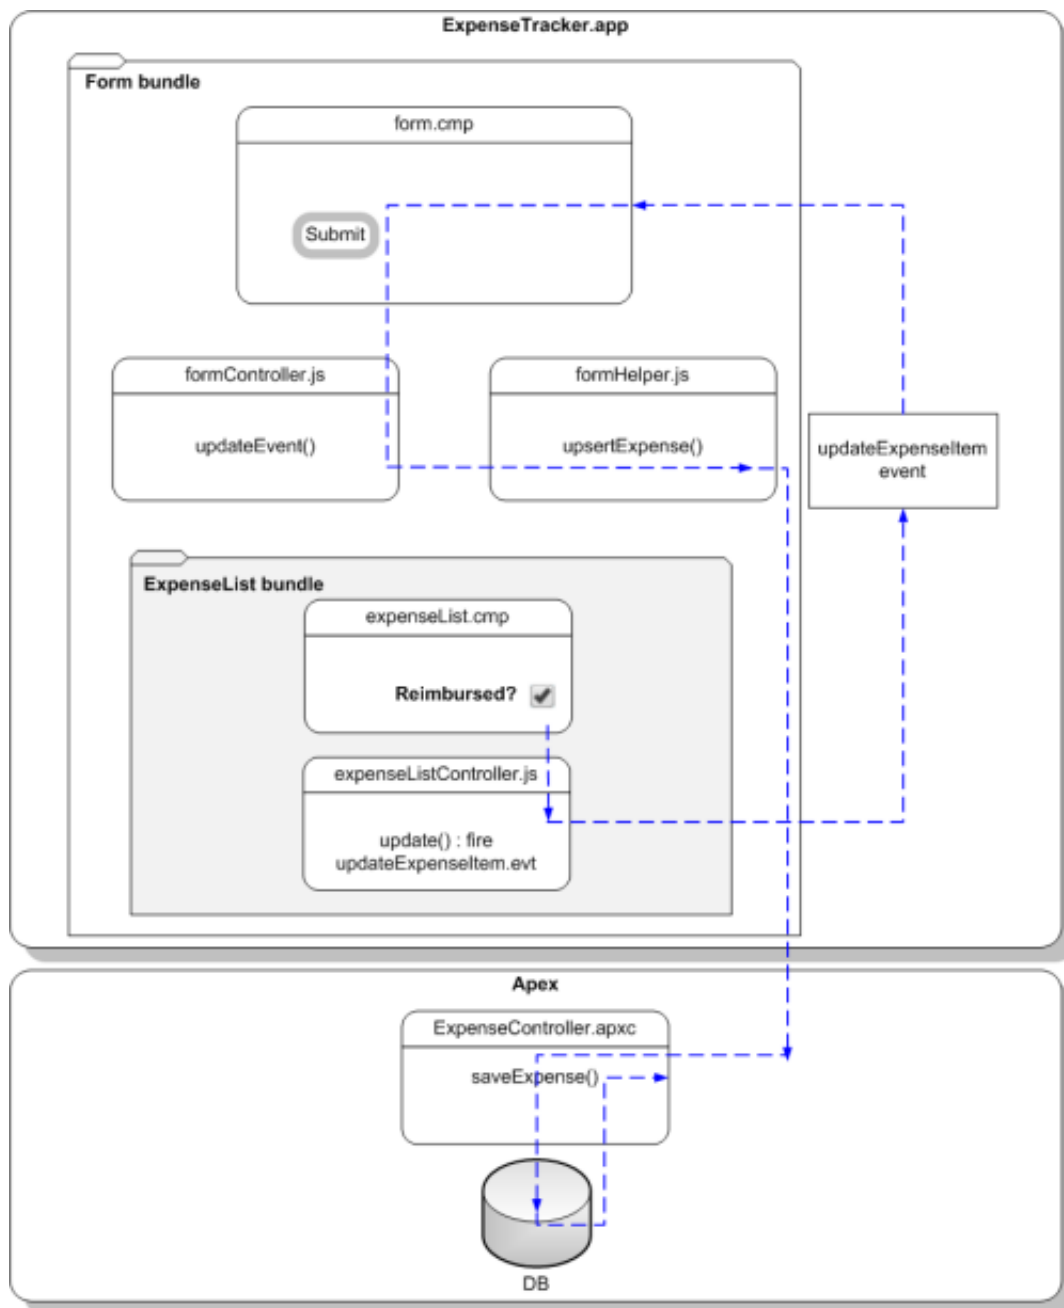 ExpenseTracker.app
Form bundle
form.cmp
Submit
formController.js
updateEvent()
formHelper.js
upsertExpense()
updateExpenseItem
event
ExpenseList bundle
expenseList.cmp
Reimbursed?
expenseListController.js
update() : fire
updateExpenseItem.evt
Apex
ExpenseController.apxc
saveExpense()
DB